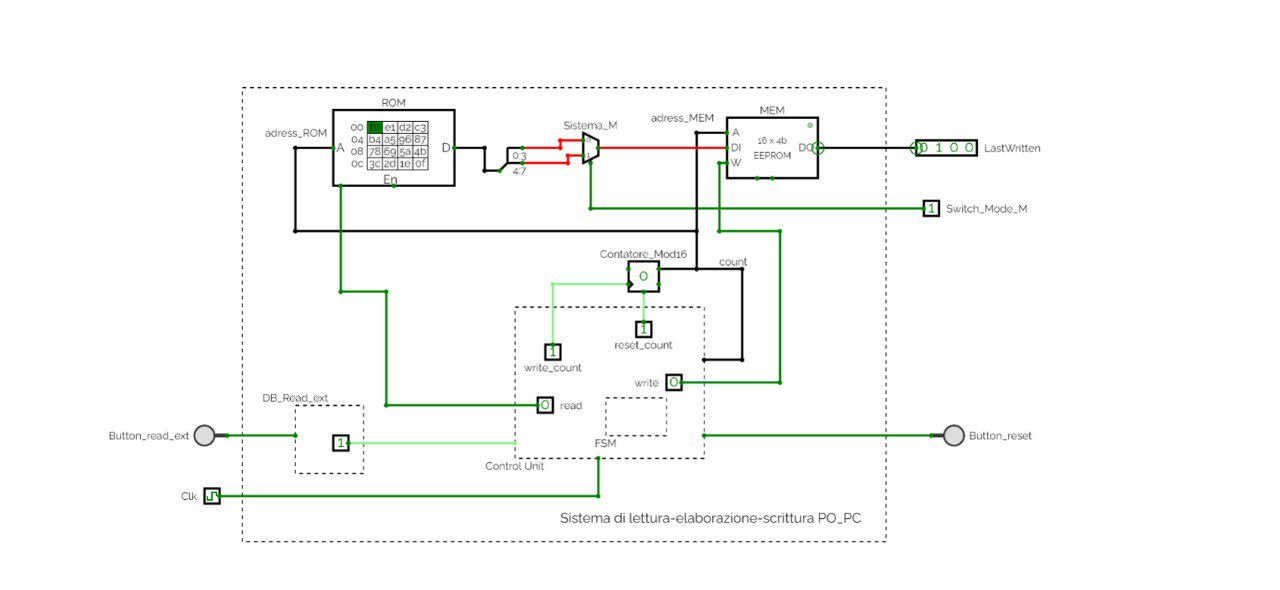 ROM
adress_ROM
A
00 f0 e1 d2 c3
04 b4 a5 96 87
08 78 69 5a 4b
0c 3c 2d 1e 0f
D
En
0:3
4:7
Sistema_M
adress_MEM
MEM
A
DI
W
16 x 4b
EEPROM
DO
0 1 0 0
LastWritten
1
Switch_Mode_M
Contatore_Mod16
0
count
1
reset_count
1
write_count
write
0
0
read
FSM
Control Unit
DB_Read_ext
1
Button_read_ext
Button_reset
Clk
Sistema di lettura-elaborazione-scrittura PO_PC